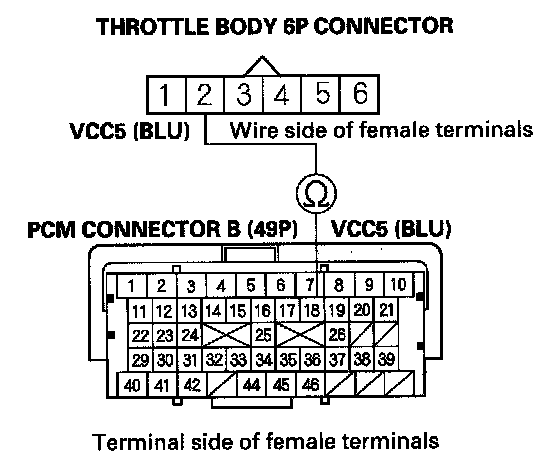 THROTTLE BODY 6P CONNECTOR
1 2 3 4 5 6
VCC5 (BLU) Wire side of female terminals
Ω
PCM CONNECTOR B (49P) VCC5 (BLU)
1 2 3 4 5 6 7 8 9 10
11 12 13 14 15 16 17 18 19 20 21
22 23 24 25 26
29 30 31 32 33 34 35 36 37 38 39
40 41 42 44 45 46
Terminal side of female terminals